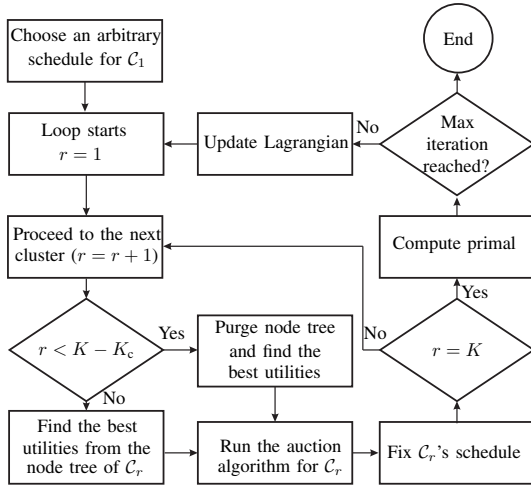 Choose an arbitrary
schedule for C₁
End
Loop starts
r = 1
Update Lagrangian
No
Max
iteration
reached?
Proceed to the next
cluster (r = r + 1)
Compute primal
Yes
r < K − K_c
Yes
No
Purge node tree
and find the
best utilities
No
r = K
Find the best
utilities from the
node tree of C_r
Run the auction
algorithm for C_r
Fix C_r's schedule